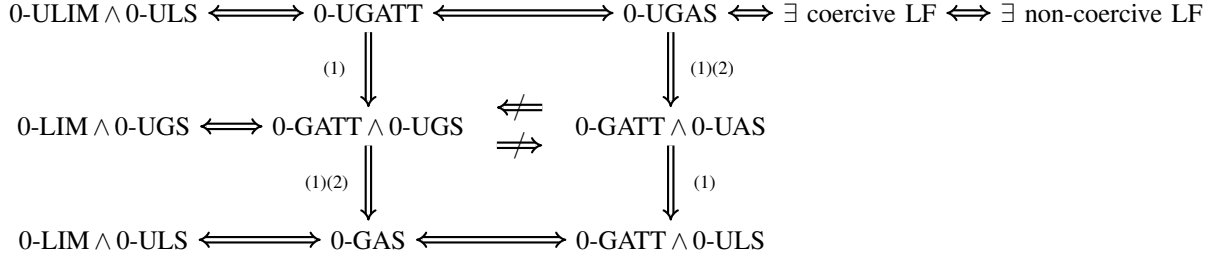 0-ULIM ∧ 0-ULS ⟺ 0-UGATT ⟺ 0-UGAS ⟺ ∃ coercive LF ⟺ ∃ non-coercive LF
(1) (1)(2)
0-LIM ∧ 0-UGS ⟺ 0-GATT ∧ 0-UGS ⇍ ⇏ 0-GATT ∧ 0-UAS
(1)(2) (1)
0-LIM ∧ 0-ULS ⟺ 0-GAS ⟺ 0-GATT ∧ 0-ULS